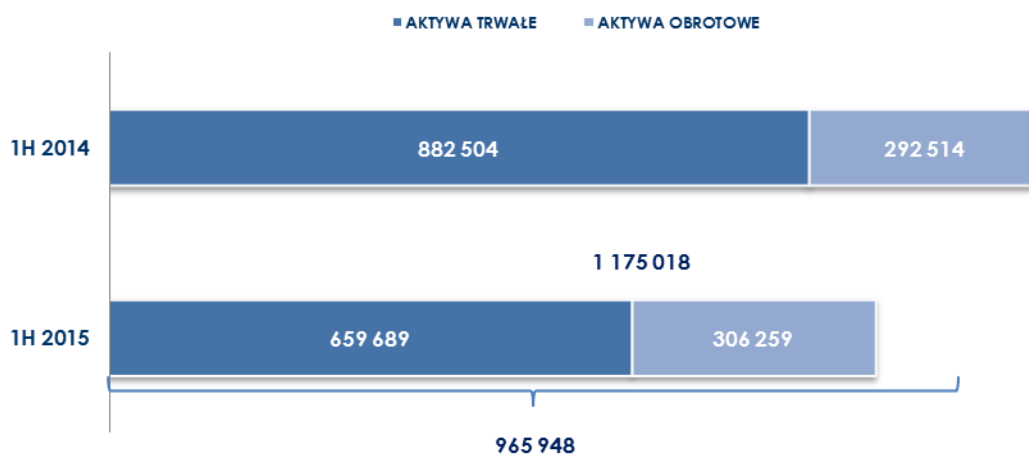 AKTYWA TRWAŁE AKTYWA OBROTOWE
1H 2014 882 504 292 514
1 175 018
1H 2015 659 689 306 259
965 948